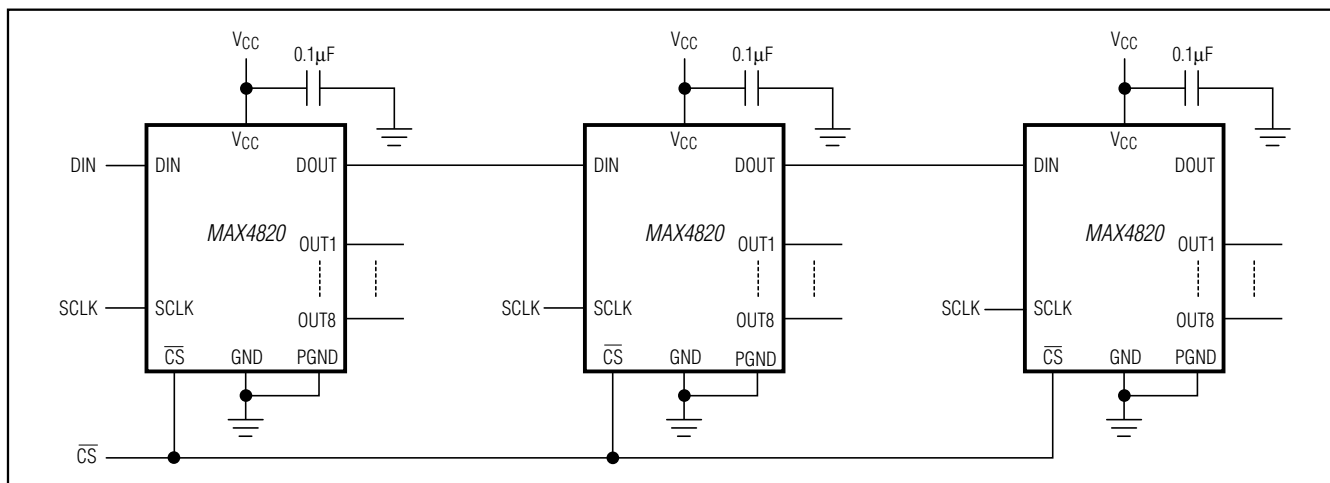 VCC
0.1µF
VCC
0.1µF
VCC
0.1µF
VCC
VCC
VCC
DIN
DIN
DOUT
DIN
DOUT
DIN
DOUT
MAX4820
MAX4820
MAX4820
OUT1
OUT1
OUT1
SCLK
SCLK
OUT8
SCLK
SCLK
OUT8
SCLK
SCLK
OUT8
CS
GND
PGND
CS
GND
PGND
CS
GND
PGND
CS